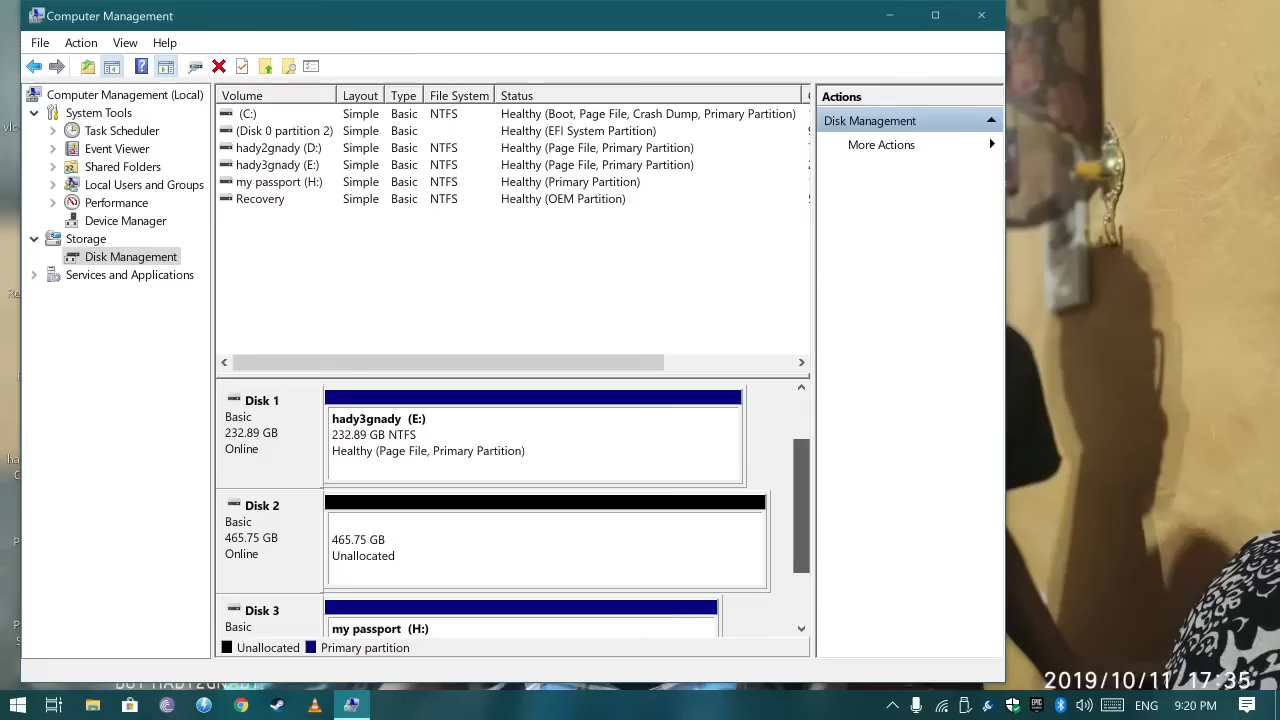 Computer Management
File Action View Help
Computer Management (Local)
System Tools
Task Scheduler
Event Viewer
Shared Folders
Local Users and Groups
Performance
Device Manager
Storage
Disk Management
Services and Applications
Volume Layout Type File System Status
(C:) Simple Basic NTFS Healthy (Boot, Page File, Crash Dump, Primary Partition)
(Disk 0 partition 2) Simple Basic Healthy (EFI System Partition)
hady2gnady (D:) Simple Basic NTFS Healthy (Page File, Primary Partition)
hady3gnady (E:) Simple Basic NTFS Healthy (Page File, Primary Partition)
my passport (H:) Simple Basic NTFS Healthy (Primary Partition)
Recovery Simple Basic NTFS Healthy (OEM Partition)
Actions
Disk Management
More Actions
Disk 1
Basic
232.89 GB
Online
hady3gnady (E:)
232.89 GB NTFS
Healthy (Page File, Primary Partition)
Disk 2
Basic
465.75 GB
Online
465.75 GB
Unallocated
Disk 3
Basic
my passport (H:)
Unallocated Primary partition
2019/10/11 17:35
ENG 9:20 PM